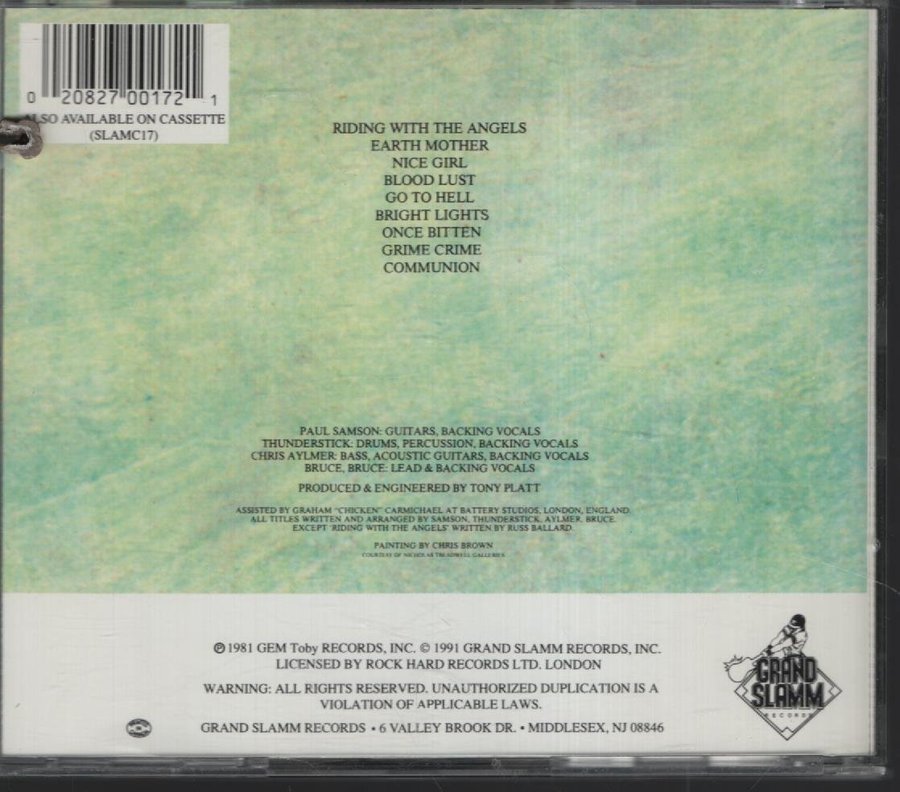 0 20827 00172 1
ALSO AVAILABLE ON CASSETTE
(SLAMC17)
RIDING WITH THE ANGELS
EARTH MOTHER
NICE GIRL
BLOOD LUST
GO TO HELL
BRIGHT LIGHTS
ONCE BITTEN
GRIME CRIME
COMMUNION
PAUL SAMSON: GUITARS, BACKING VOCALS
THUNDERSTICK: DRUMS, PERCUSSION, BACKING VOCALS
CHRIS AYLMER: BASS, ACOUSTIC GUITARS, BACKING VOCALS
BRUCE, BRUCE: LEAD & BACKING VOCALS
PRODUCED & ENGINEERED BY TONY PLATT
ASSISTED BY GRAHAM "CHICKEN" CARMICHAEL AT BATTERY STUDIOS, LONDON, ENGLAND.
ALL TITLES WRITTEN AND ARRANGED BY SAMSON, THUNDERSTICK, AYLMER, BRUCE.
EXCEPT 'RIDING WITH THE ANGELS' WRITTEN BY RUSS BALLARD.
PAINTING BY CHRIS BROWN
COURTESY OF NICHOLAS TREADWELL GALLERIES
℗ 1981 GEM Toby RECORDS, INC. © 1991 GRAND SLAMM RECORDS, INC.
LICENSED BY ROCK HARD RECORDS LTD. LONDON
WARNING: ALL RIGHTS RESERVED. UNAUTHORIZED DUPLICATION IS A
VIOLATION OF APPLICABLE LAWS.
GRAND SLAMM RECORDS • 6 VALLEY BROOK DR. • MIDDLESEX, NJ 08846
GRAND
SLAMM
RECORDS